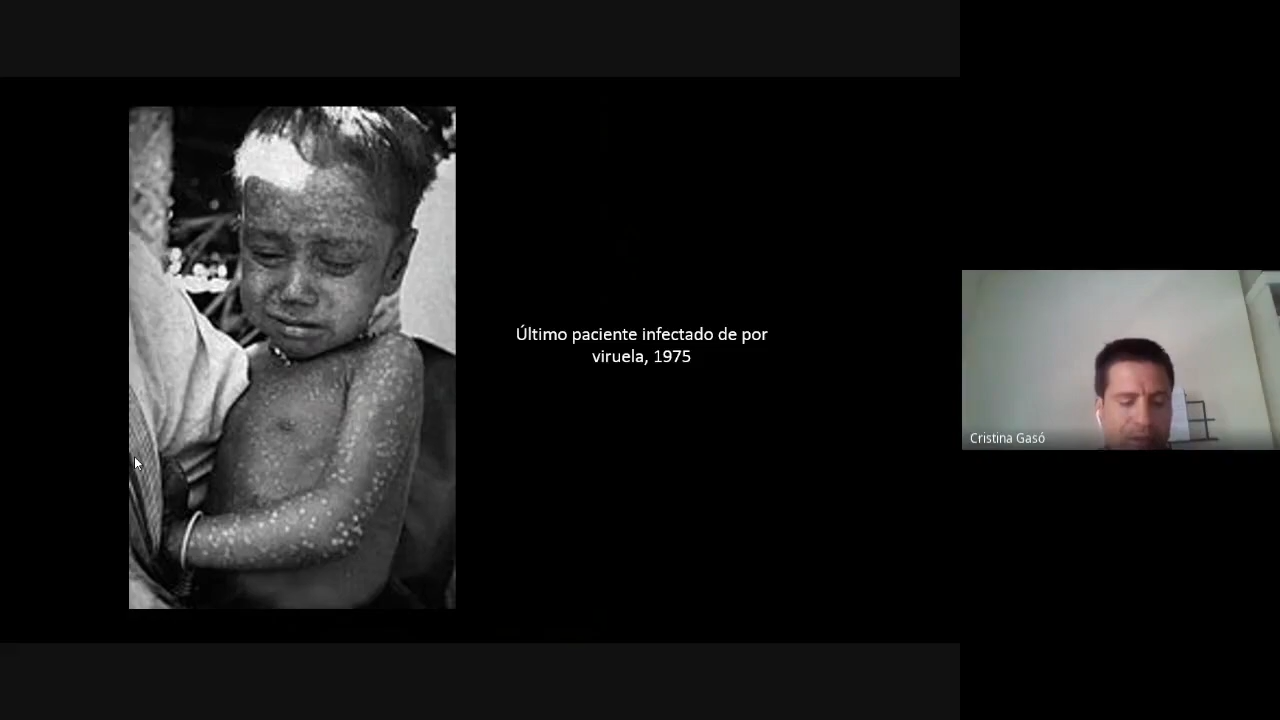 Último paciente infectado de por
viruela, 1975
Cristina Gasó